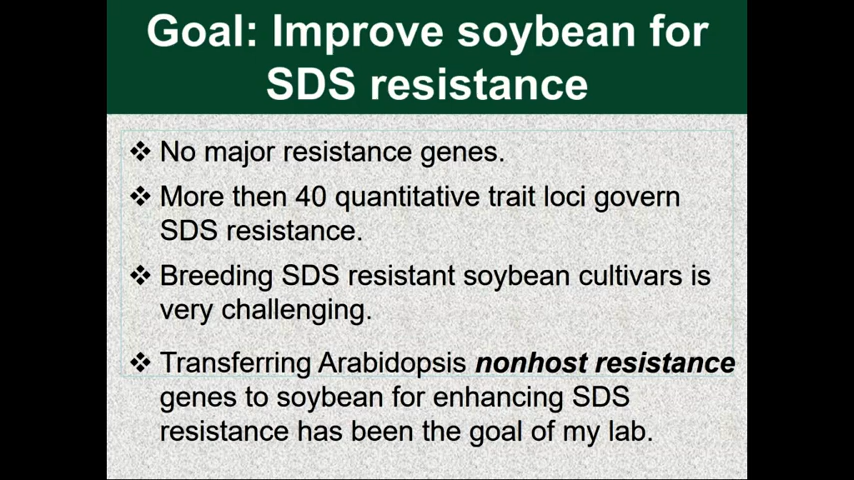 Goal: Improve soybean for
SDS resistance
❖ No major resistance genes.
❖ More then 40 quantitative trait loci govern
SDS resistance.
❖ Breeding SDS resistant soybean cultivars is
very challenging.
❖ Transferring Arabidopsis nonhost resistance
genes to soybean for enhancing SDS
resistance has been the goal of my lab.